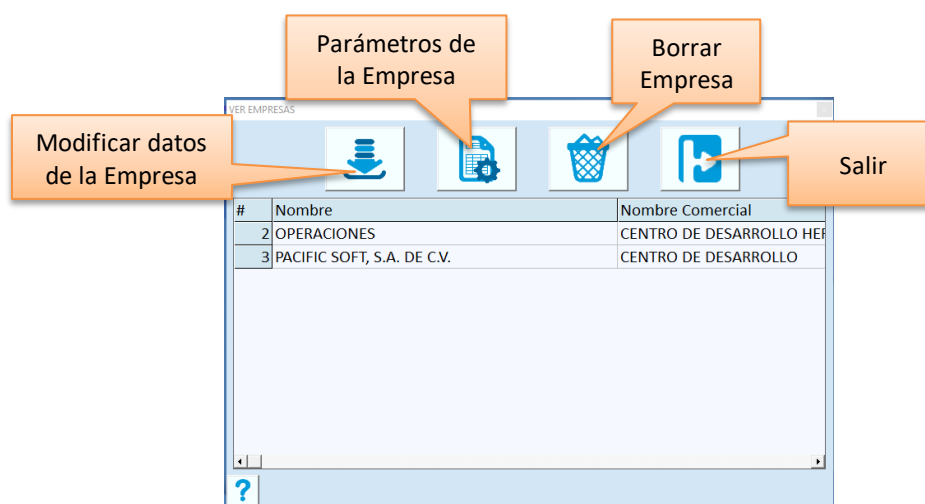 Parámetros de
la Empresa
Borrar
Empresa
VER EMPRESAS
Modificar datos
de la Empresa
Salir
# Nombre Nombre Comercial
2 OPERACIONES CENTRO DE DESARROLLO HER
3 PACIFIC SOFT, S.A. DE C.V. CENTRO DE DESARROLLO
?